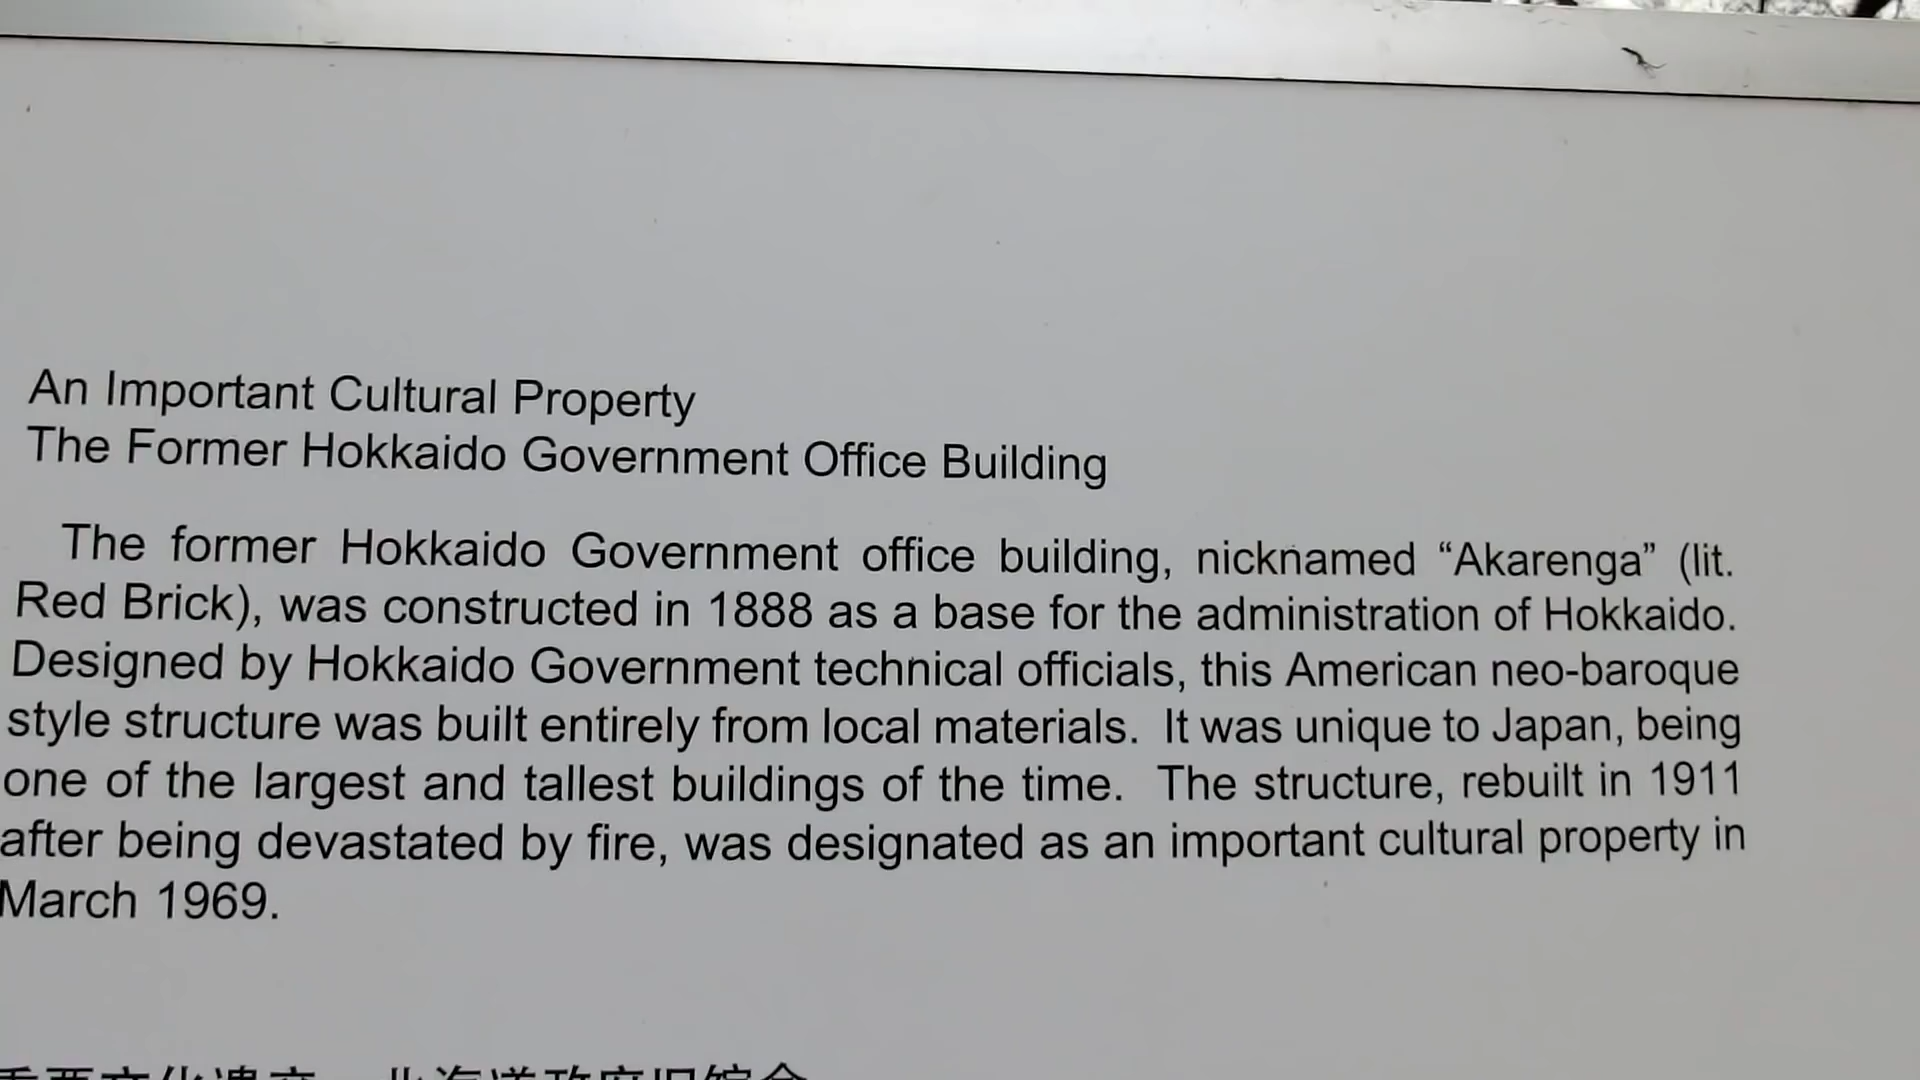 An Important Cultural Property
The Former Hokkaido Government Office Building
The former Hokkaido Government office building, nicknamed “Akarenga” (lit.
Red Brick), was constructed in 1888 as a base for the administration of Hokkaido.
Designed by Hokkaido Government technical officials, this American neo-baroque
style structure was built entirely from local materials. It was unique to Japan, being
one of the largest and tallest buildings of the time. The structure, rebuilt in 1911
after being devastated by fire, was designated as an important cultural property in
March 1969.